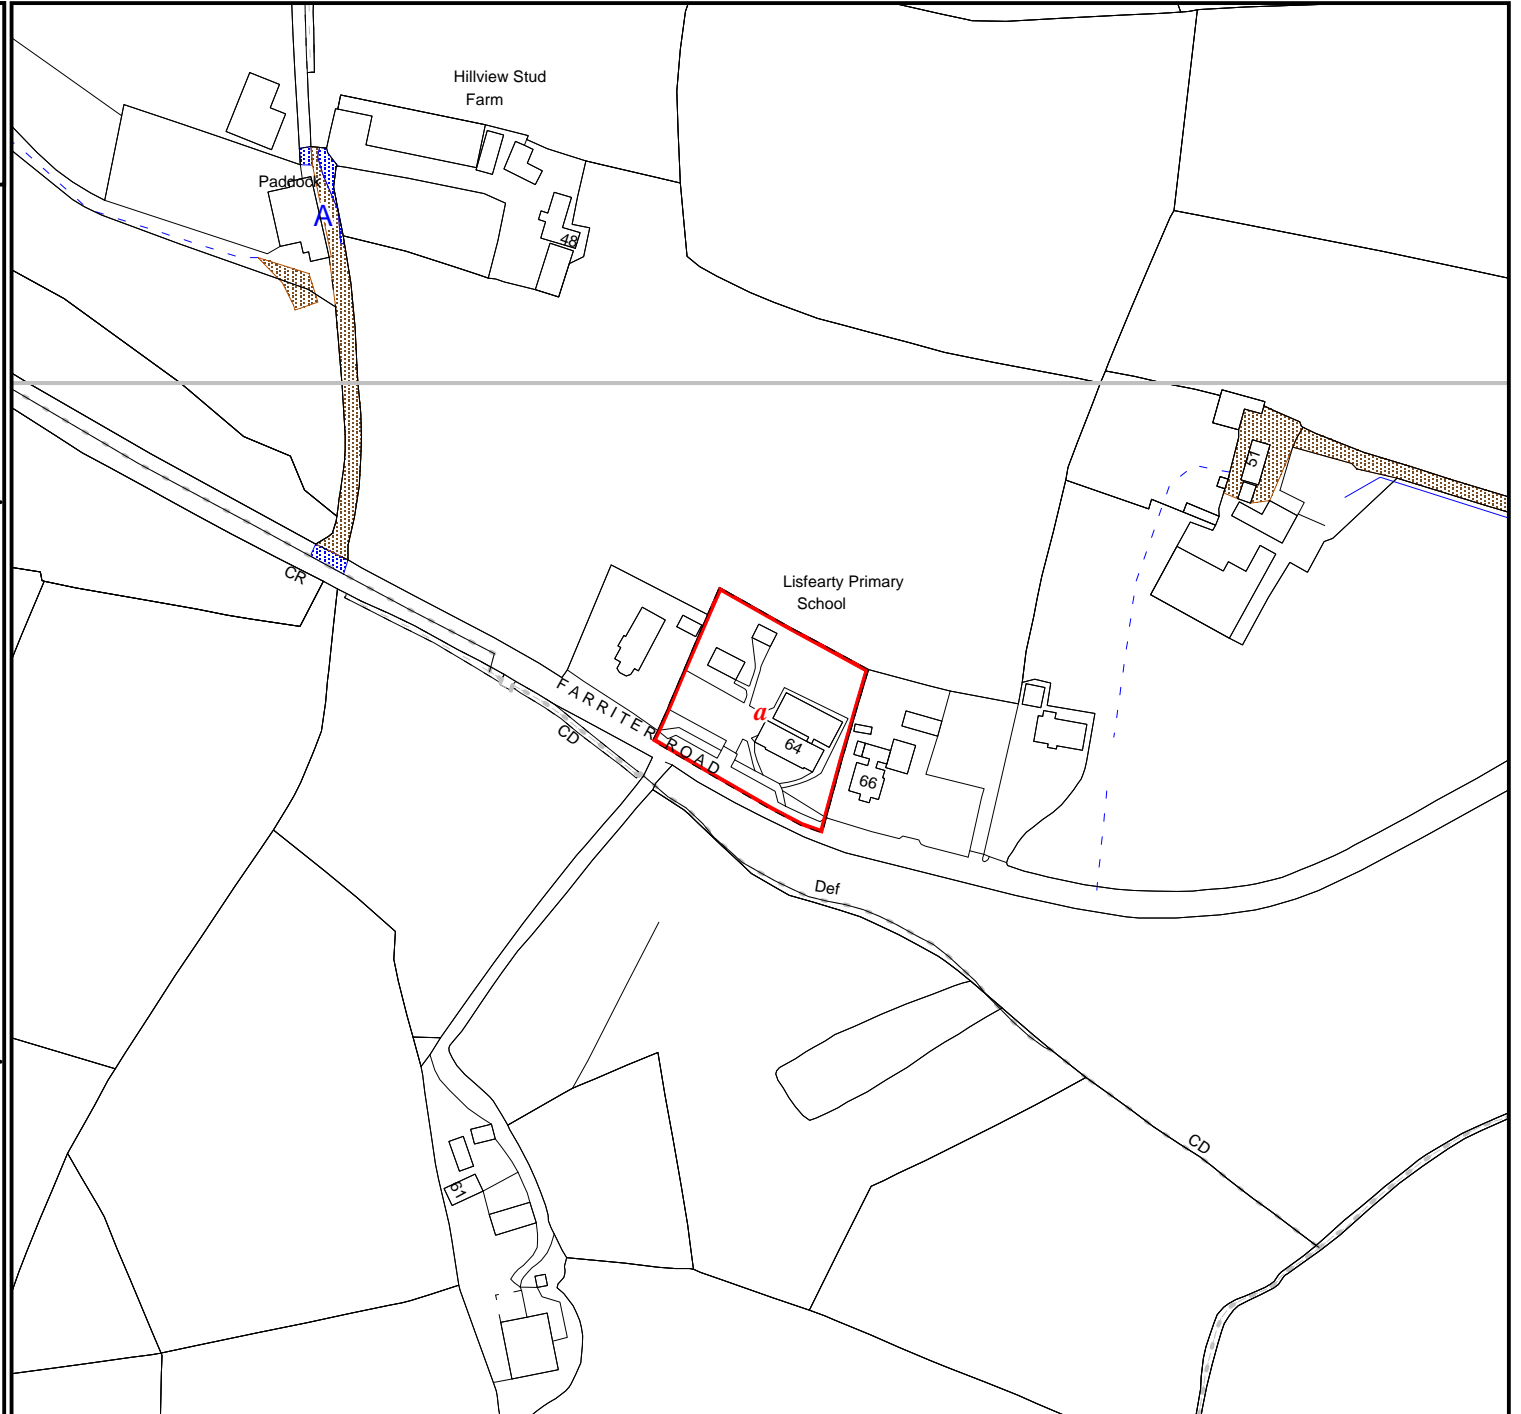 Hillview Stud
Farm
Paddock
A
48
51
CR
Lisfearty Primary
School
FARRITER ROAD
a
CD
64
66
Def
CD
61